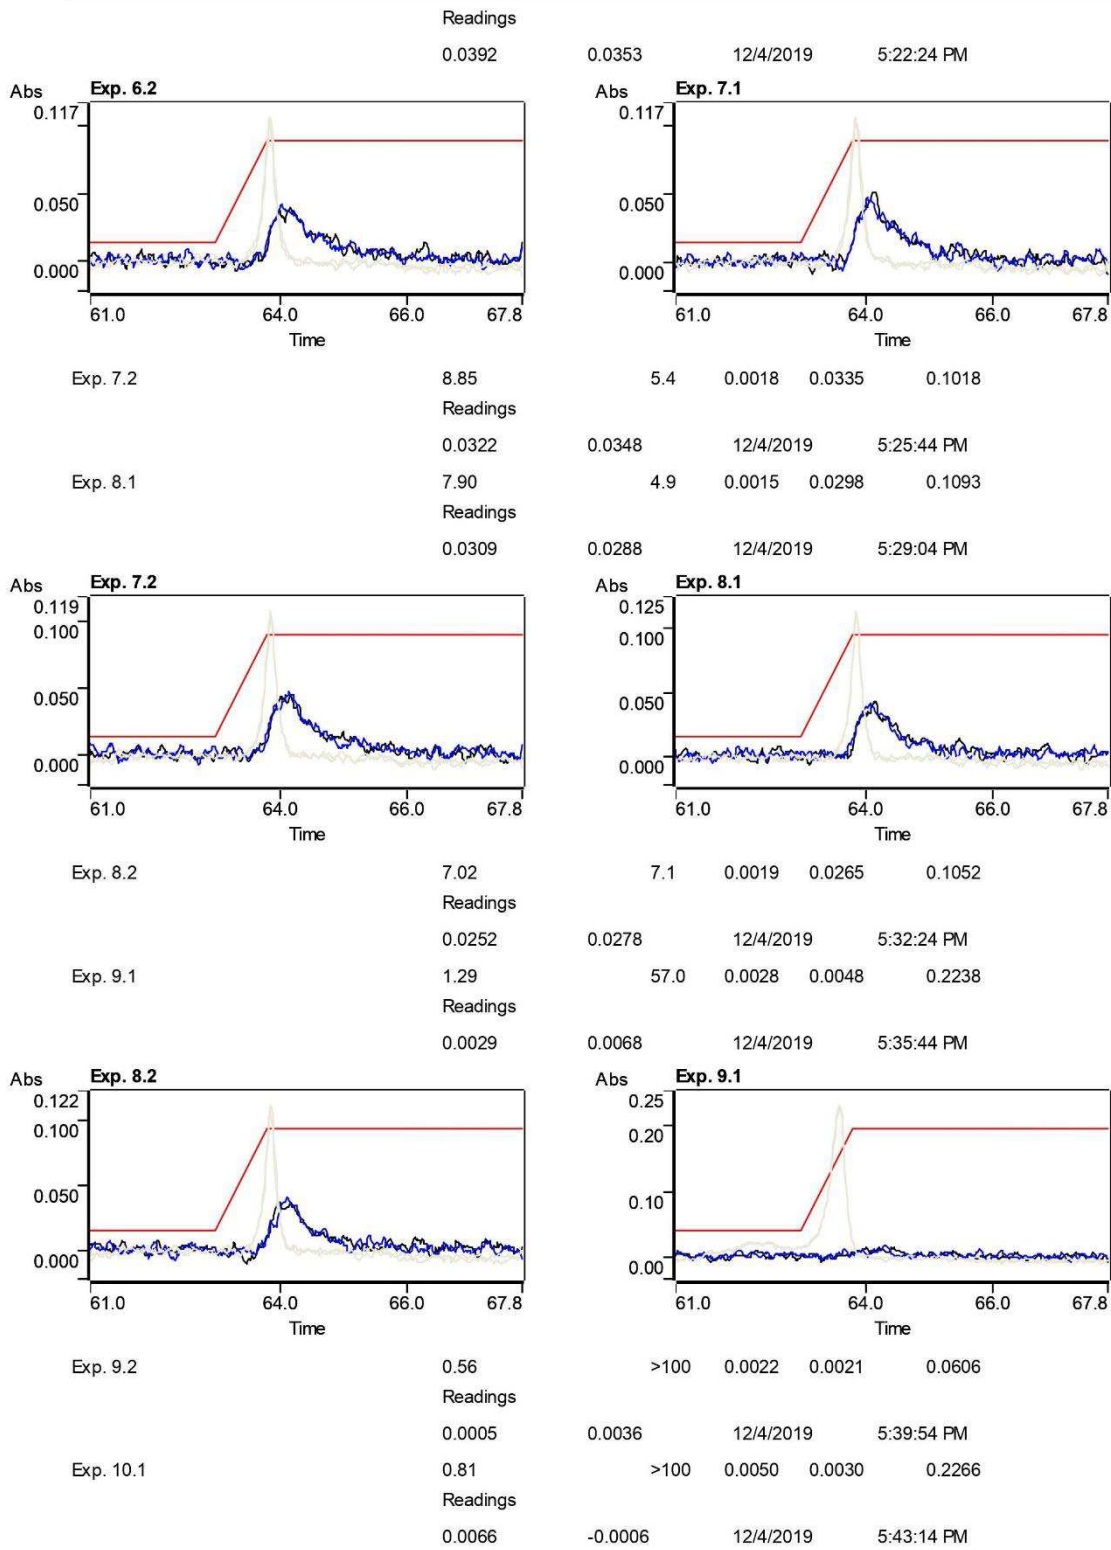 Readings
0.0392 0.0353 12/4/2019 5:22:24 PM
Abs Exp. 6.2 Abs Exp. 7.1
0.117 0.117
0.050 0.050
0.000 0.000
61.0 64.0 66.0 67.8 61.0 64.0 66.0 67.8
Time Time
Exp. 7.2 8.85 5.4 0.0018 0.0335 0.1018
Readings
0.0322 0.0348 12/4/2019 5:25:44 PM
Exp. 8.1 7.90 4.9 0.0015 0.0298 0.1093
Readings
0.0309 0.0288 12/4/2019 5:29:04 PM
Abs Exp. 7.2 Abs Exp. 8.1
0.119 0.125
0.100 0.100
0.050 0.050
0.000 0.000
61.0 64.0 66.0 67.8 61.0 64.0 66.0 67.8
Time Time
Exp. 8.2 7.02 7.1 0.0019 0.0265 0.1052
Readings
0.0252 0.0278 12/4/2019 5:32:24 PM
Exp. 9.1 1.29 57.0 0.0028 0.0048 0.2238
Readings
0.0029 0.0068 12/4/2019 5:35:44 PM
Abs Exp. 8.2 Abs Exp. 9.1
0.122 0.25
0.100 0.20
0.050 0.10
0.000 0.00
61.0 64.0 66.0 67.8 61.0 64.0 66.0 67.8
Time Time
Exp. 9.2 0.56 >100 0.0022 0.0021 0.0606
Readings
0.0005 0.0036 12/4/2019 5:39:54 PM
Exp. 10.1 0.81 >100 0.0050 0.0030 0.2266
Readings
0.0066 -0.0006 12/4/2019 5:43:14 PM